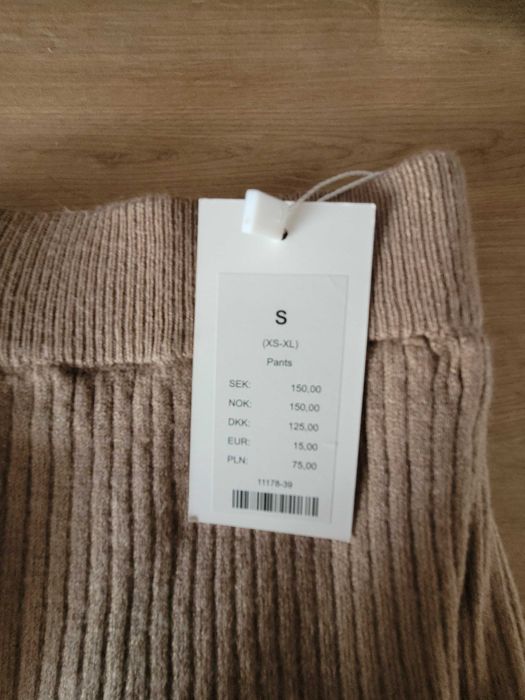 S
(XS-XL)
Pants
SEK: 150,00
NOK: 150,00
DKK: 125,00
EUR: 15,00
PLN: 75,00
11178-39